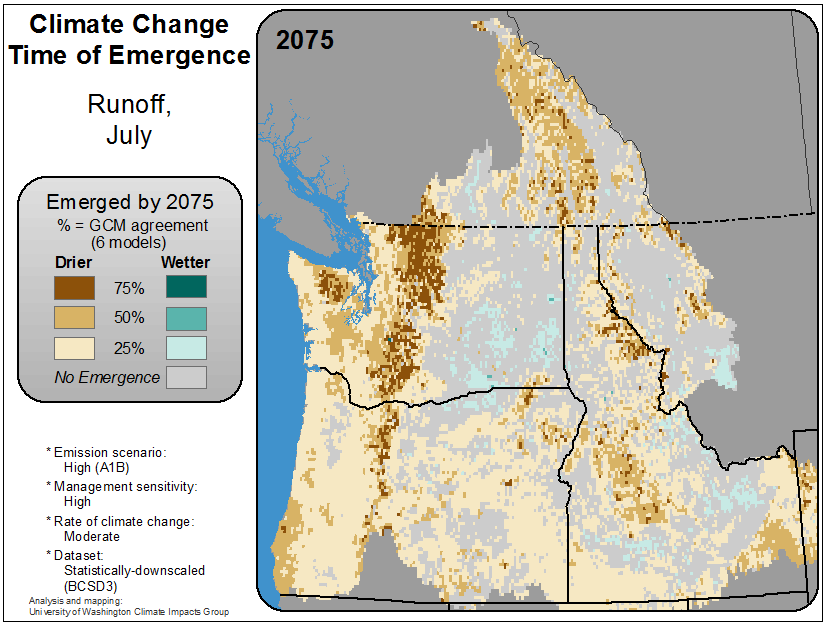 Climate Change
Time of Emergence
Runoff,
July
Emerged by 2075
% = GCM agreement
(6 models)
Drier Wetter
75%
50%
25%
No Emergence
* Emission scenario:
High (A1B)
* Management sensitivity:
High
* Rate of climate change:
Moderate
* Dataset:
Statistically-downscaled
(BCSD3)
Analysis and mapping:
University of Washington Climate Impacts Group
2075